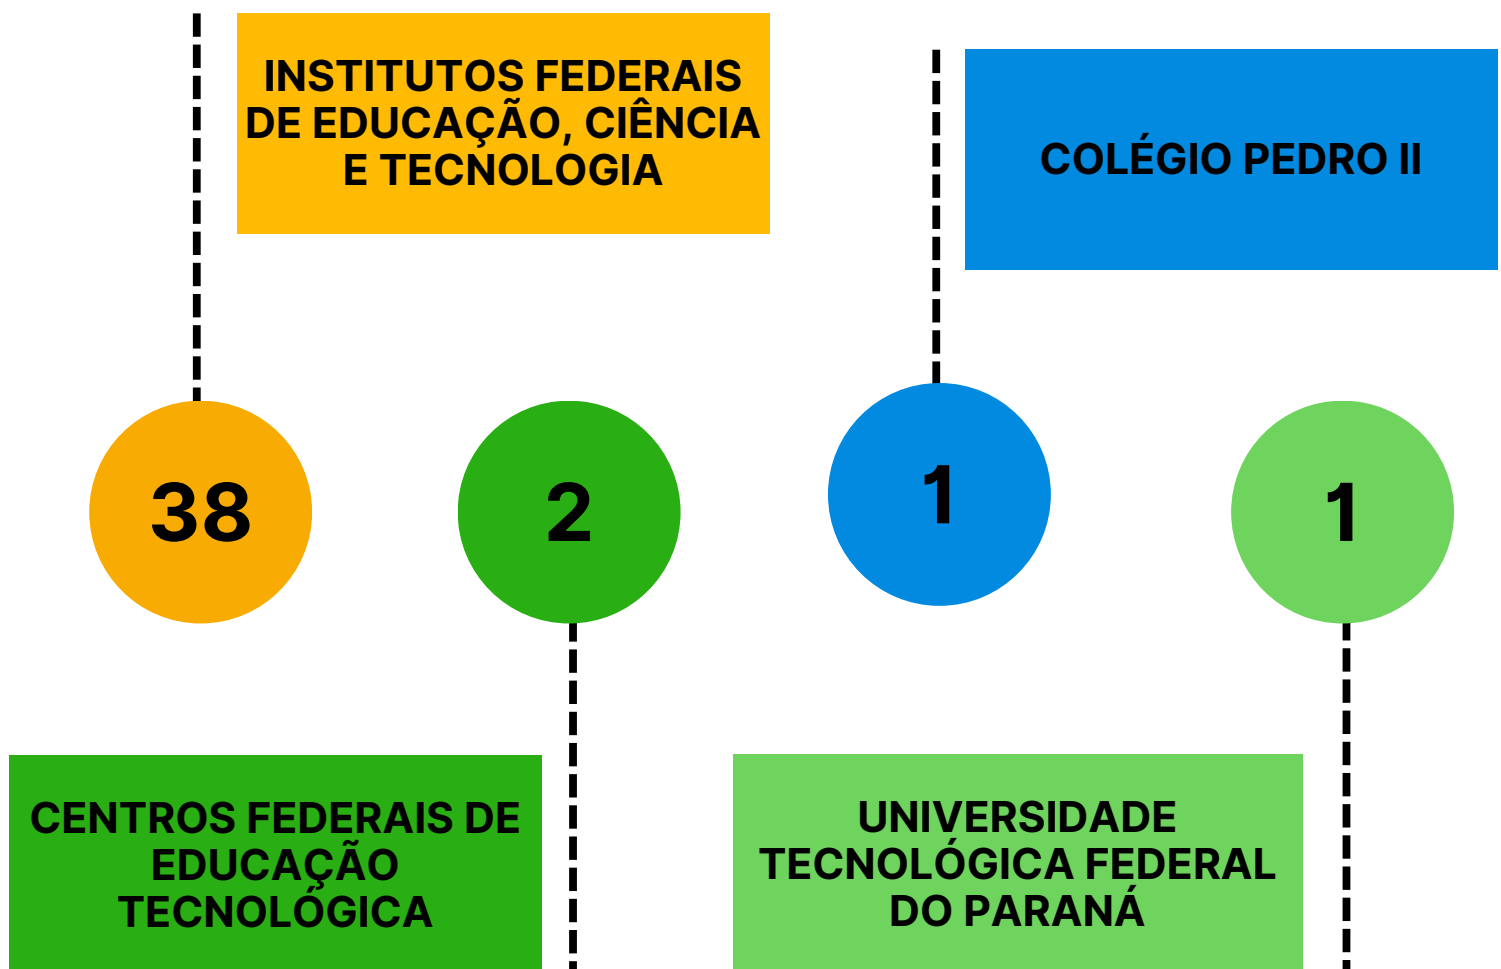 INSTITUTOS FEDERAIS
DE EDUCAÇÃO, CIÊNCIA
E TECNOLOGIA
COLÉGIO PEDRO II
38
2
1
1
CENTROS FEDERAIS DE
EDUCAÇÃO
TECNOLÓGICA
UNIVERSIDADE
TECNOLÓGICA FEDERAL
DO PARANÁ